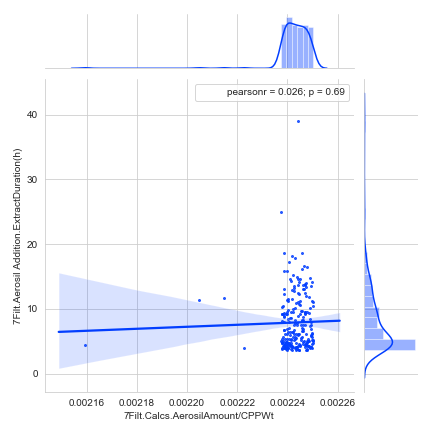 pearsonr = 0.026; p = 0.69
40
30
20
10
0
7Filt.Aerosil Addition.ExtractDuration(h)
0.00216 0.00218 0.00220 0.00222 0.00224 0.00226
7Filt.Calcs.AerosilAmount/CPPWt